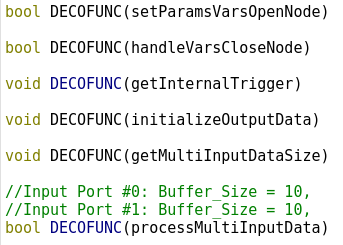 bool DECOFUNC(setParamsVarsOpenNode)
bool DECOFUNC(handleVarsCloseNode)
void DECOFUNC(getInternalTrigger)
void DECOFUNC(initializeOutputData)
void DECOFUNC(getMultiInputDataSize)
//Input Port #0: Buffer_Size = 10,
//Input Port #1: Buffer_Size = 10,
bool DECOFUNC(processMultiInputData)